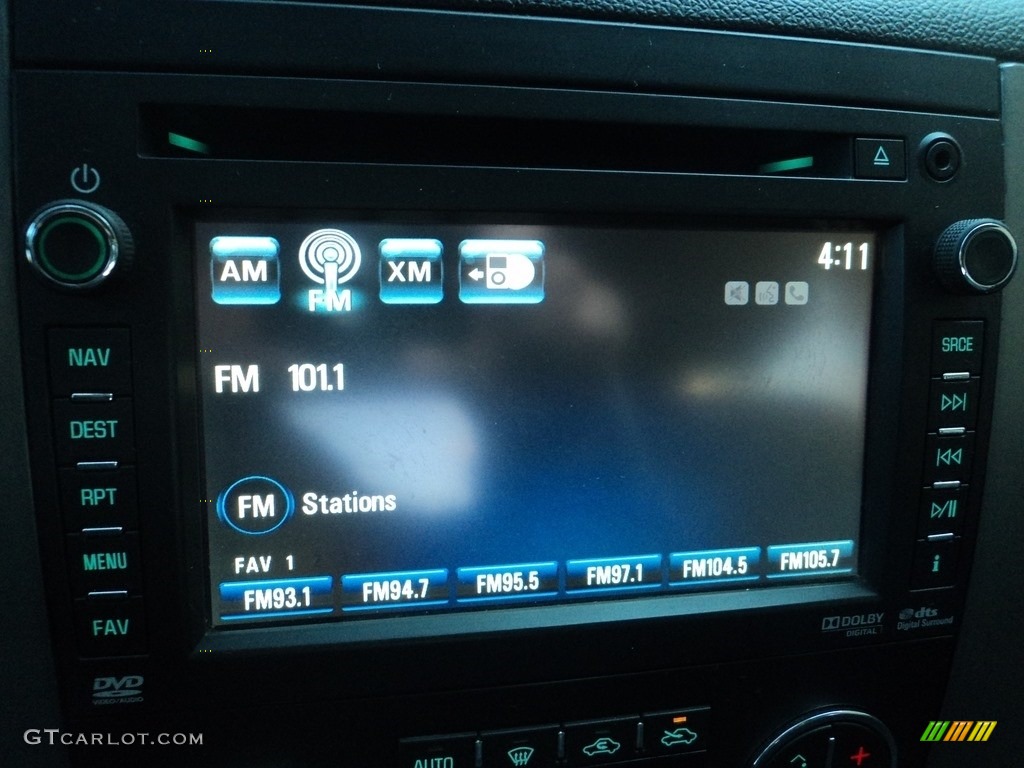 AM
FM
XM
4:11
NAV
SRCE
FM 101.1
DEST
RPT
FM Stations
MENU
FAV 1
i
FM93.1 FM94.7 FM95.5 FM97.1 FM104.5 FM105.7
FAV
DOLBY
DIGITAL
dts
Digital Surround
DVD
VIDEO/AUDIO
GTCARLOT.COM
AUTO